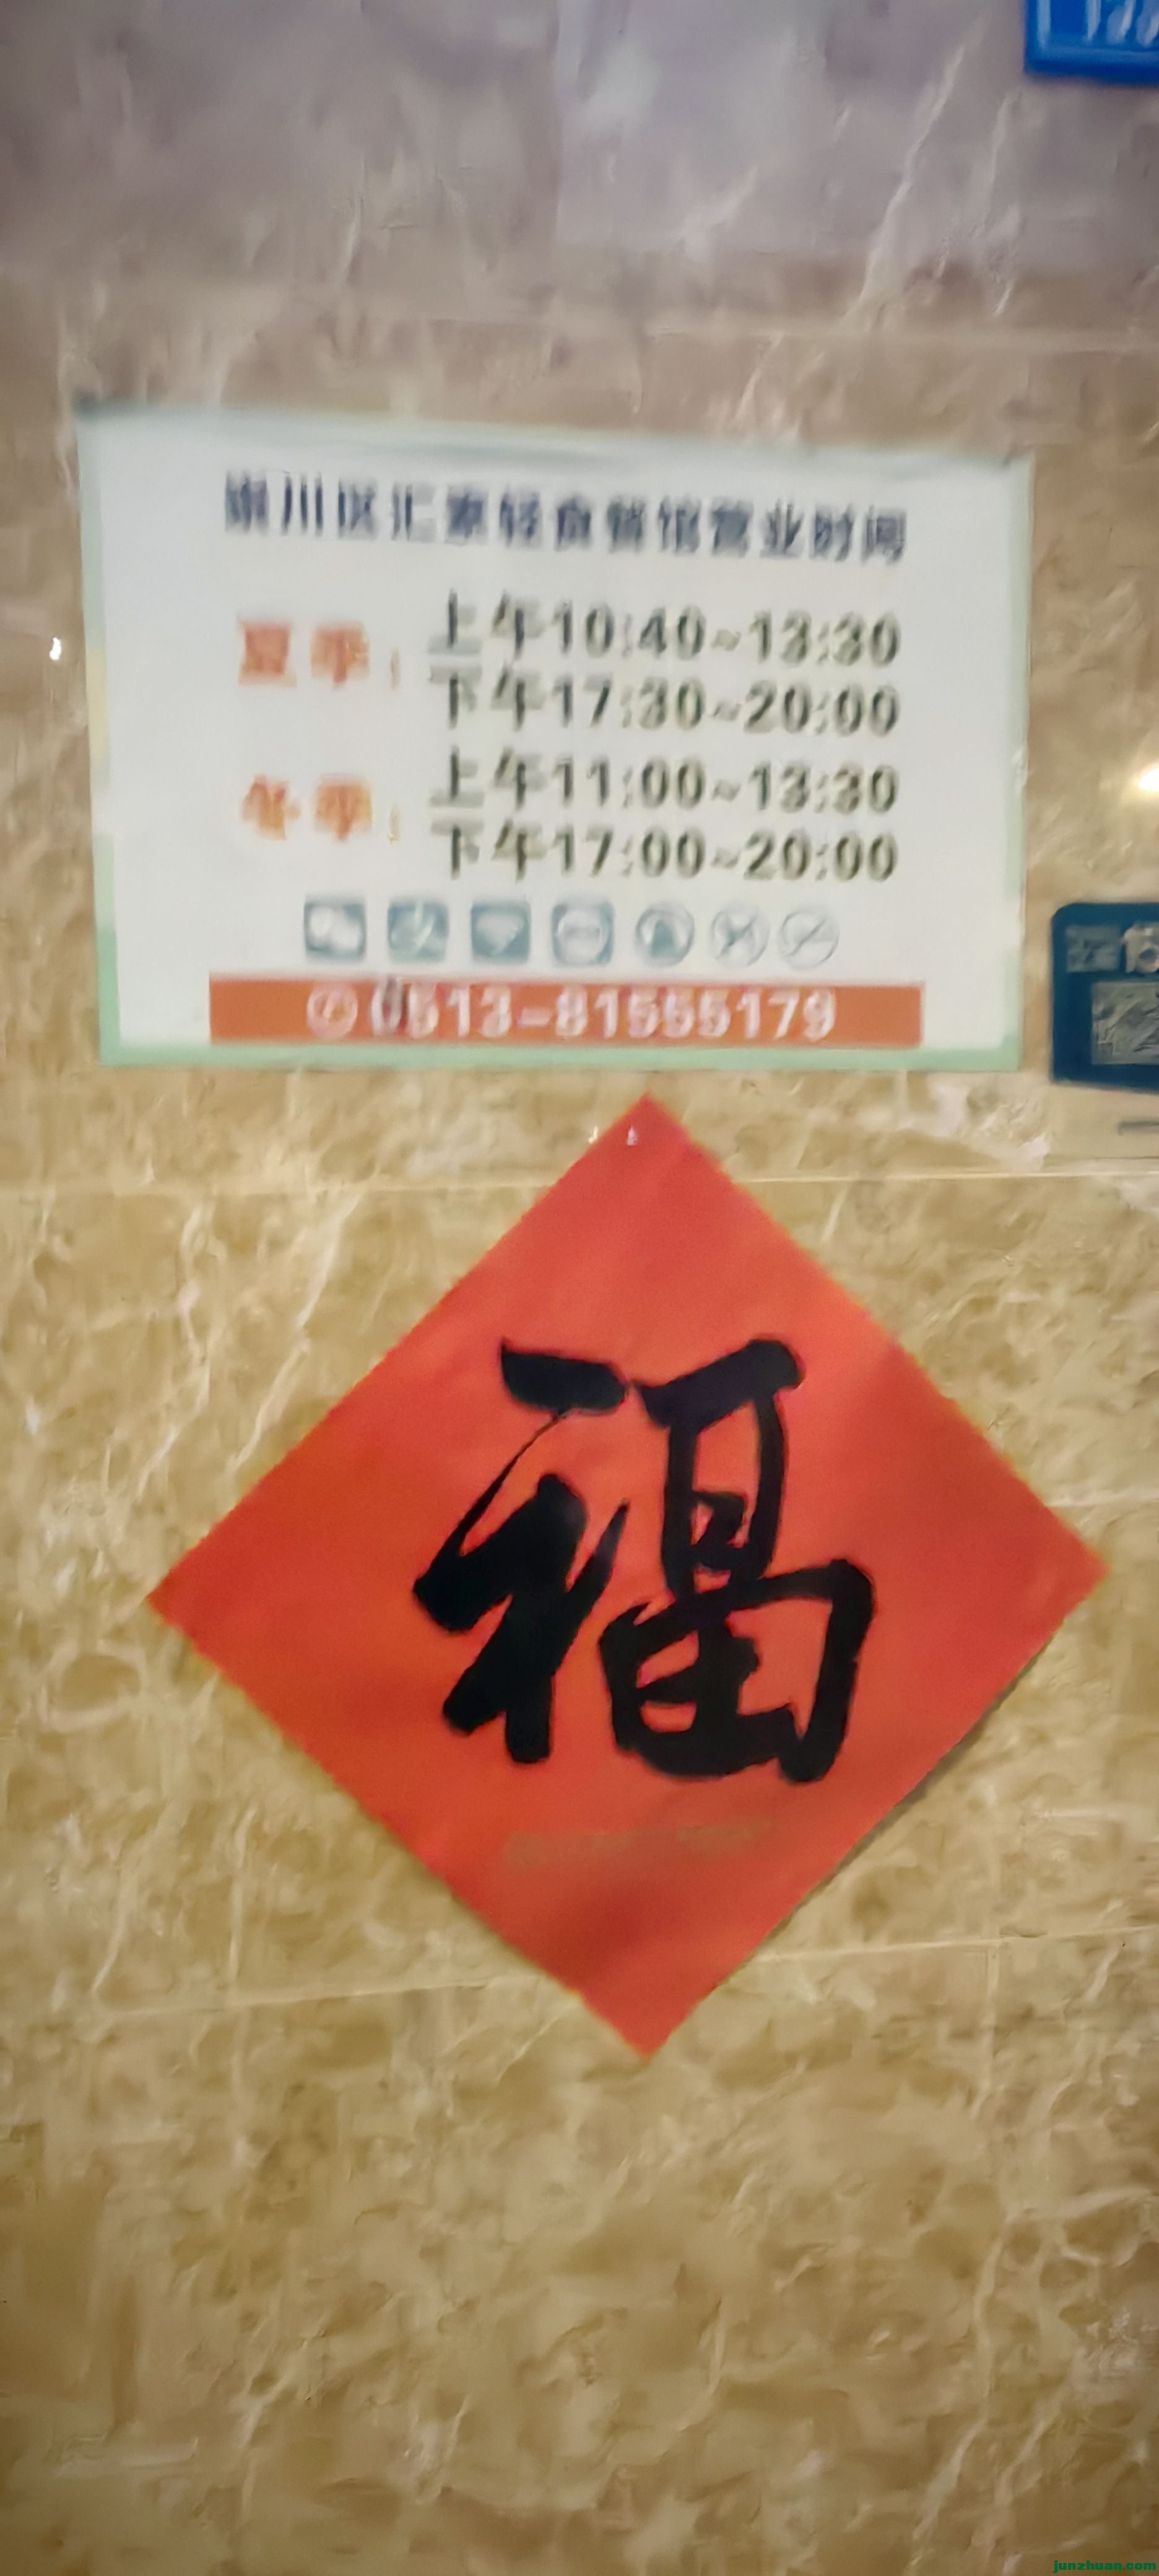 崇川区汇家轻食餐馆营业时间
夏季：
上午10:40~13:30
下午17:30~20:00
冬季：
上午11:00~13:30
下午17:00~20:00
0513-81555179
福
junzhuan.com